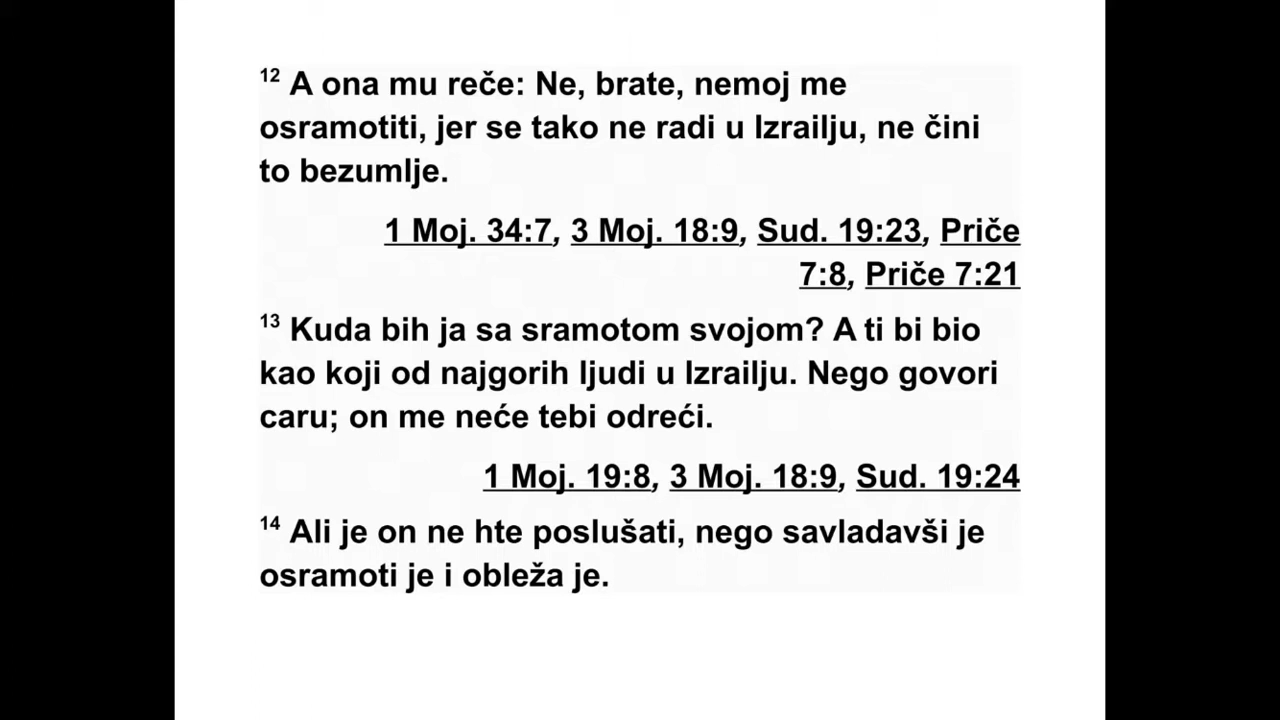 12 A ona mu reče: Ne, brate, nemoj me
osramotiti, jer se tako ne radi u Izrailju, ne čini
to bezumlje.
1 Moj. 34:7, 3 Moj. 18:9, Sud. 19:23, Priče
7:8, Priče 7:21
13 Kuda bih ja sa sramotom svojom? A ti bi bio
kao koji od najgorih ljudi u Izrailju. Nego govori
caru; on me neće tebi odreći.
1 Moj. 19:8, 3 Moj. 18:9, Sud. 19:24
14 Ali je on ne hte poslušati, nego savladavši je
osramoti je i obleža je.